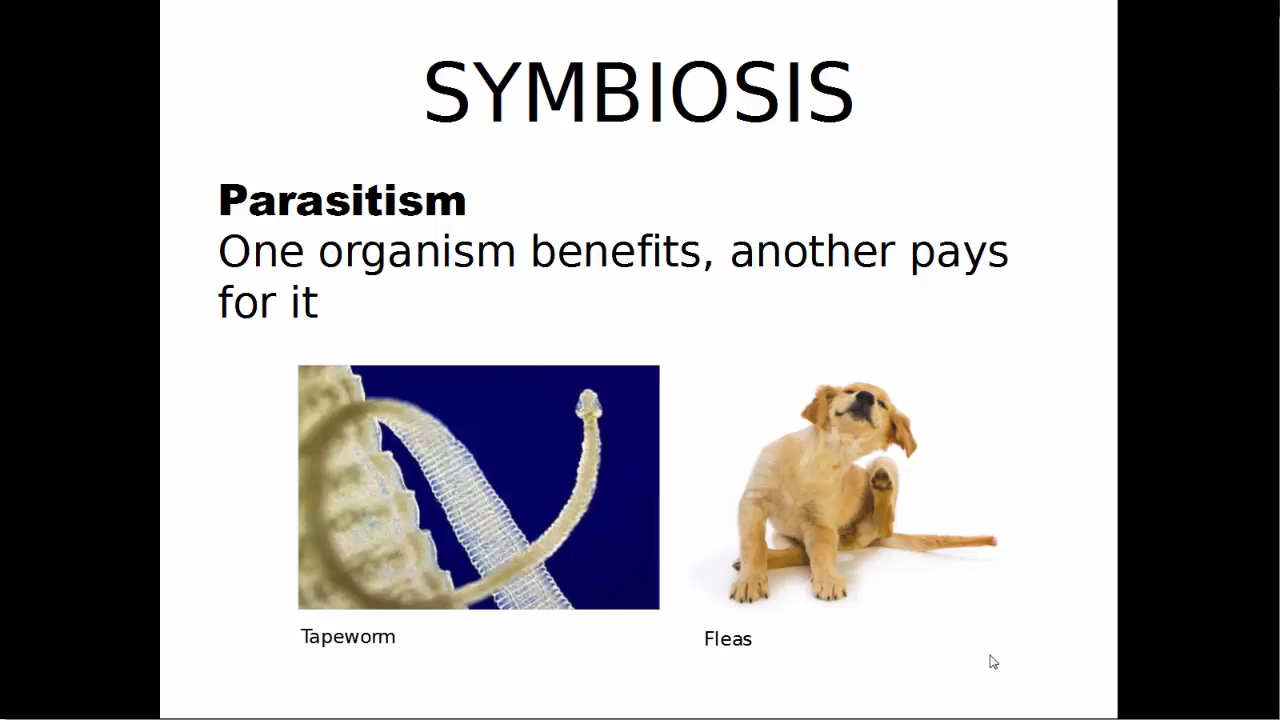 SYMBIOSIS
Parasitism
One organism benefits, another pays
for it
Tapeworm
Fleas